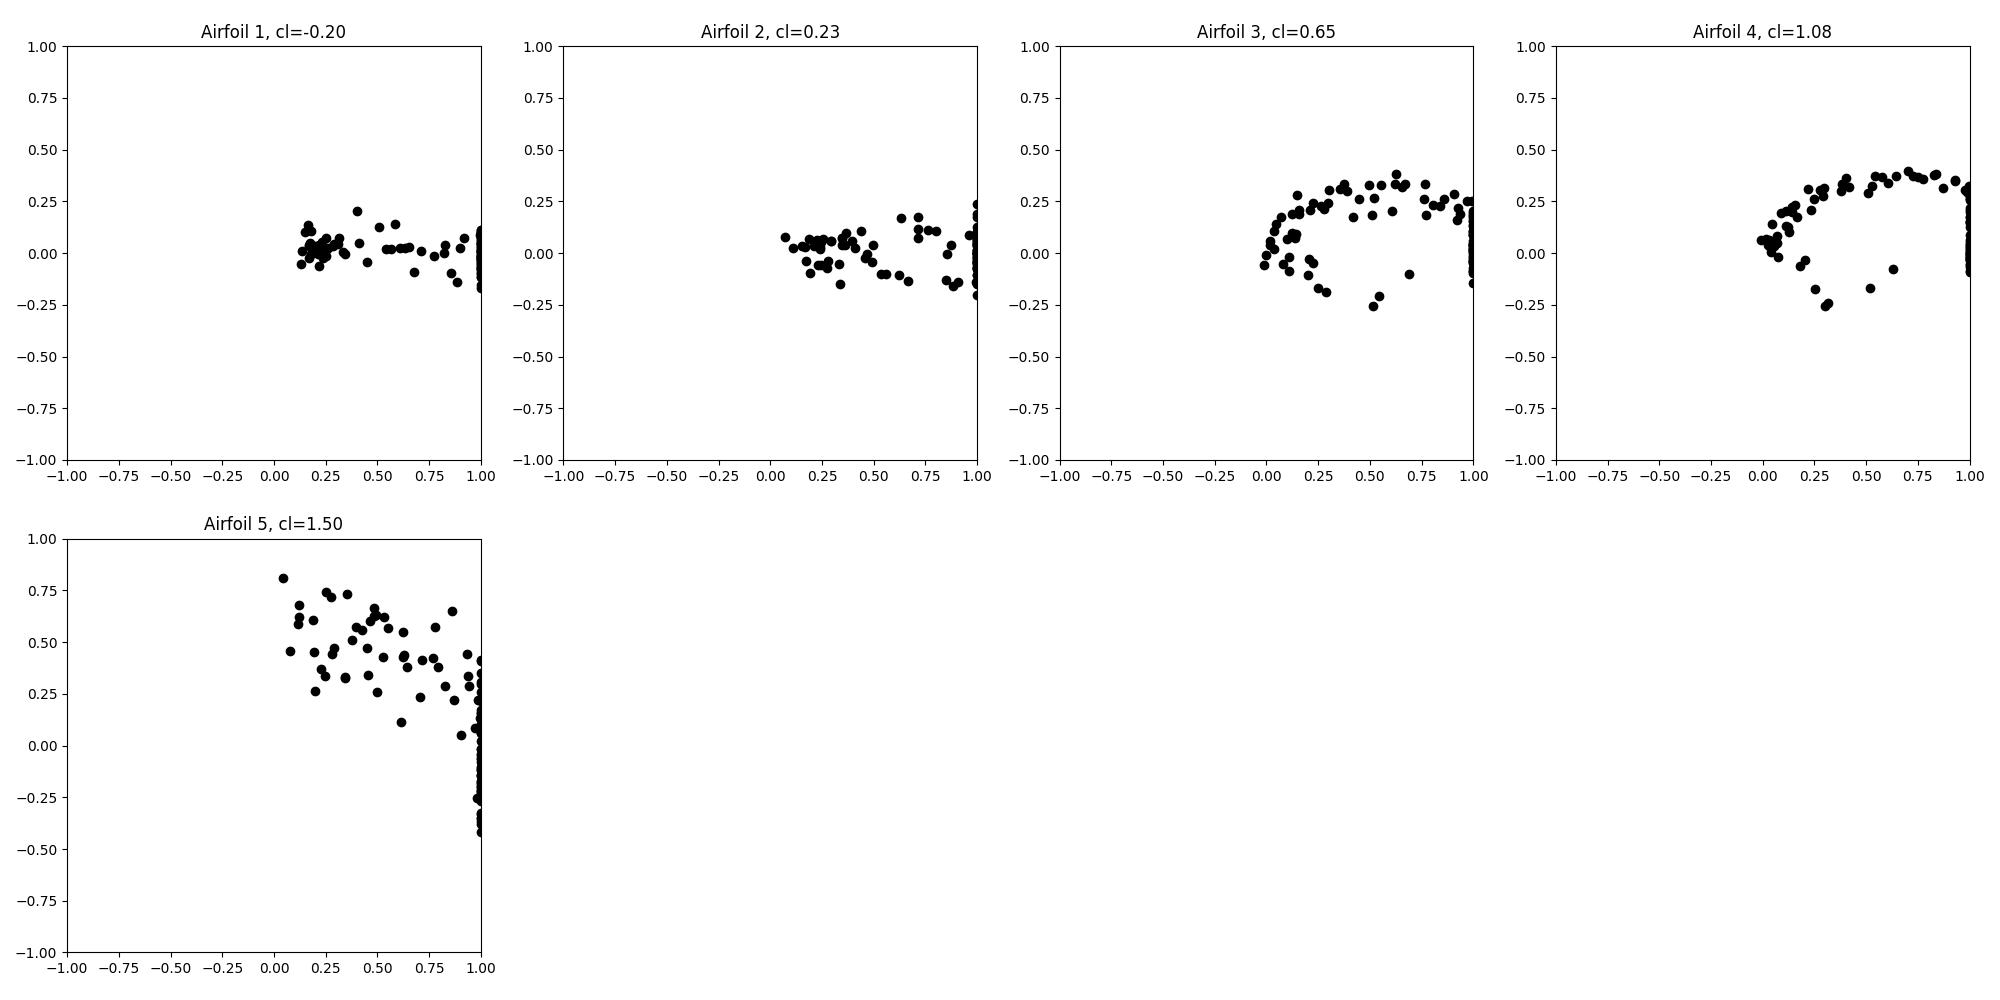 Airfoil 1, cl=-0.20
Airfoil 2, cl=0.23
Airfoil 3, cl=0.65
Airfoil 4, cl=1.08
1.00 1.00 1.00 1.00
0.75 0.75 0.75 0.75
0.50 0.50 0.50 0.50
0.25 0.25 0.25 0.25
0.00 0.00 0.00 0.00
−0.25 −0.25 −0.25 −0.25
−0.50 −0.50 −0.50 −0.50
−0.75 −0.75 −0.75 −0.75
−1.00 −1.00 −1.00 −1.00
−1.00 −0.75 −0.50 −0.25 0.00 0.25 0.50 0.75 1.00
−1.00 −0.75 −0.50 −0.25 0.00 0.25 0.50 0.75 1.00
−1.00 −0.75 −0.50 −0.25 0.00 0.25 0.50 0.75 1.00
−1.00 −0.75 −0.50 −0.25 0.00 0.25 0.50 0.75 1.00
Airfoil 5, cl=1.50
1.00
0.75
0.50
0.25
0.00
−0.25
−0.50
−0.75
−1.00
−1.00 −0.75 −0.50 −0.25 0.00 0.25 0.50 0.75 1.00